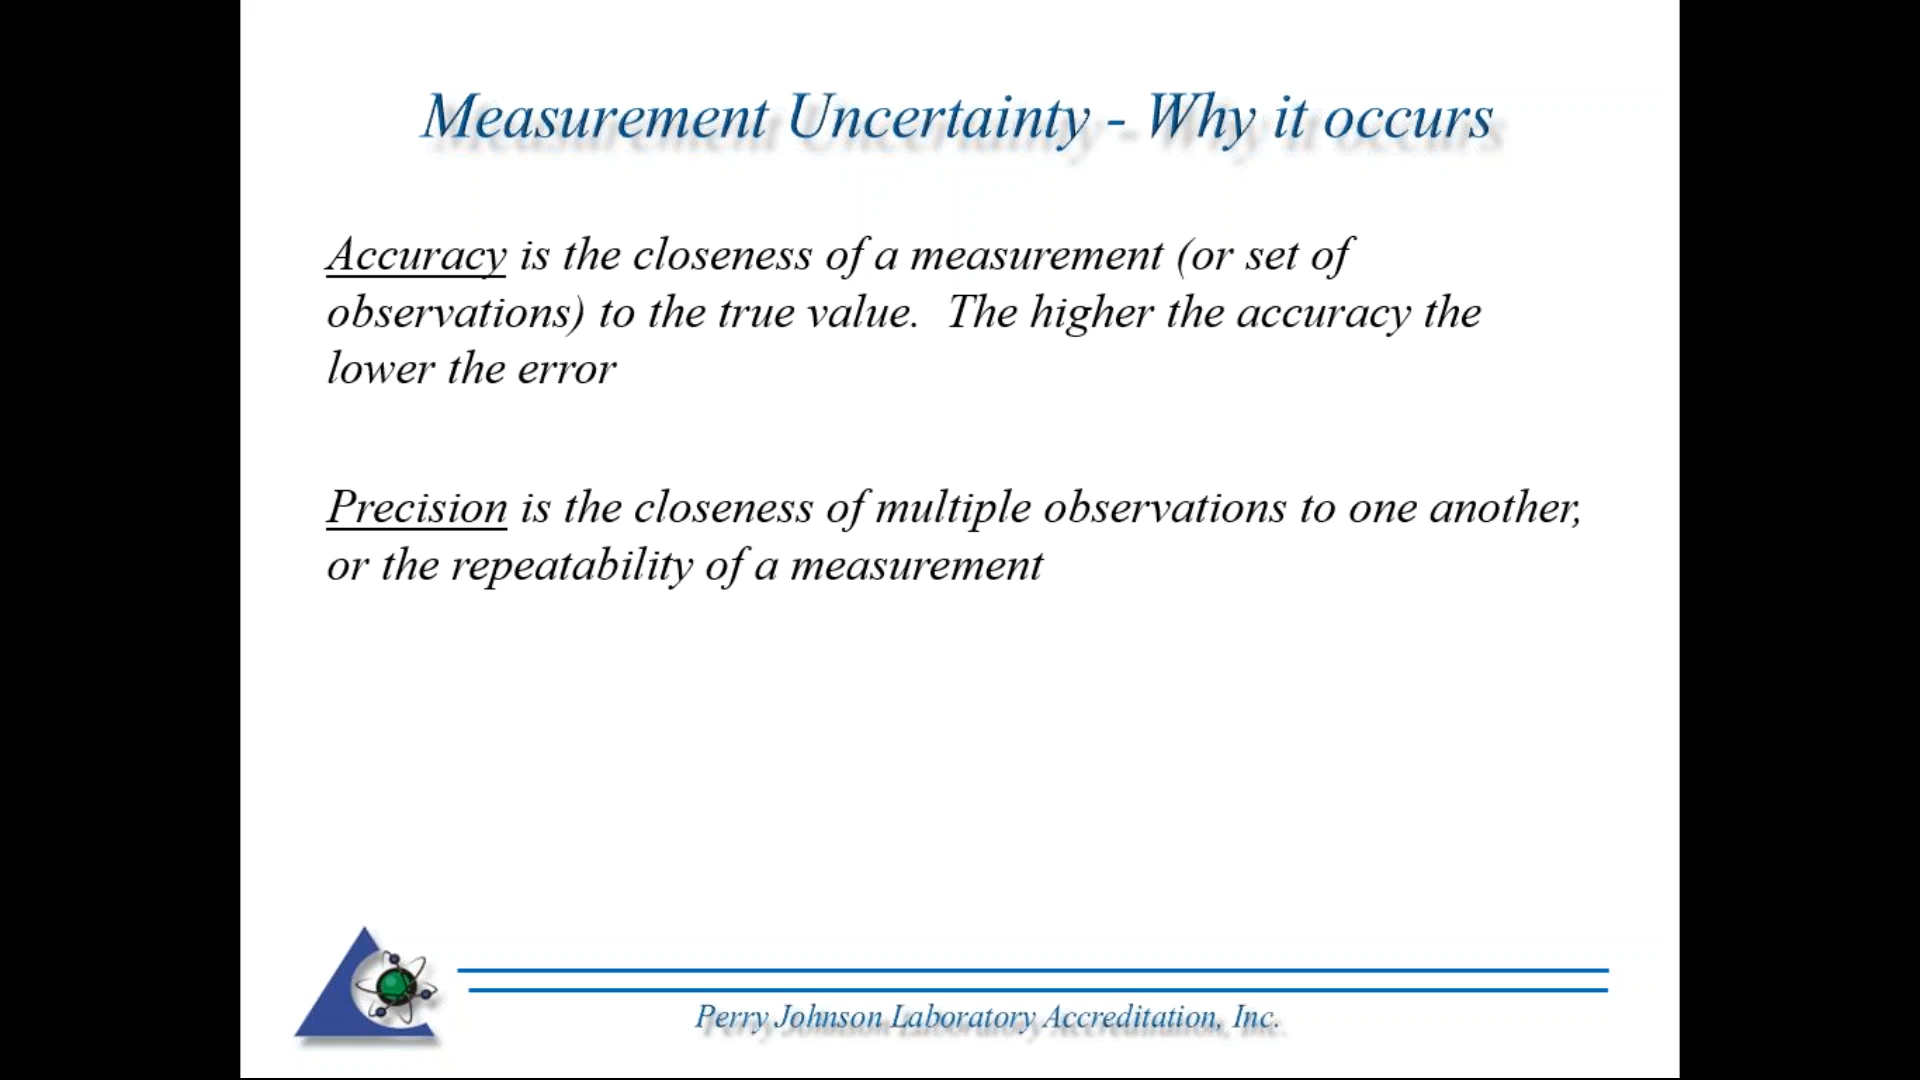 Measurement Uncertainty - Why it occurs
Accuracy is the closeness of a measurement (or set of
observations) to the true value.  The higher the accuracy the
lower the error
Precision is the closeness of multiple observations to one another,
or the repeatability of a measurement
Perry Johnson Laboratory Accreditation, Inc.